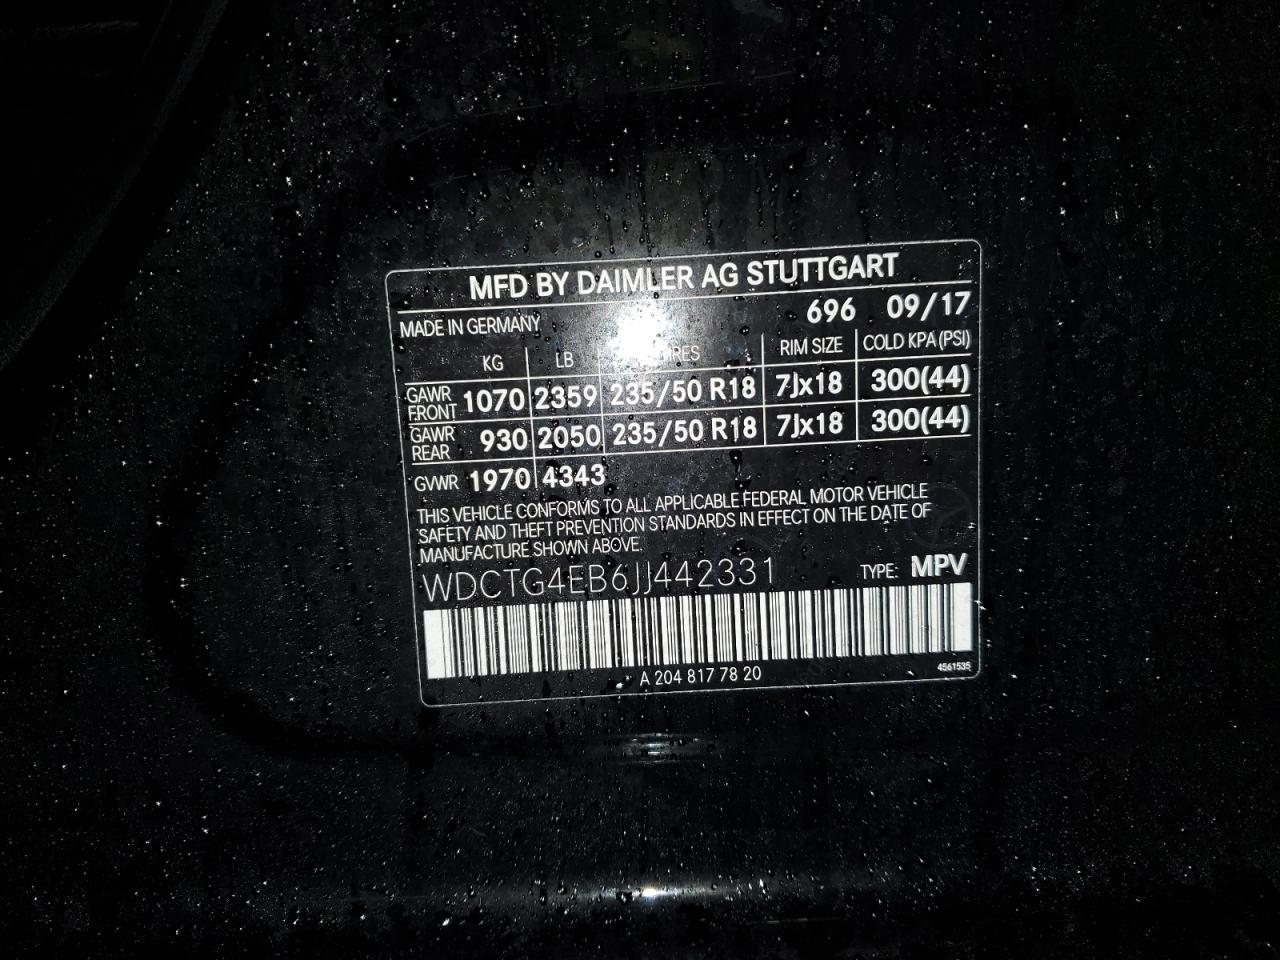 MFD BY DAIMLER AG STUTTGART
696 09/17
MADE IN GERMANY
KG LB RIM SIZE COLD KPA (PSI)
GAWR FRONT 1070 2359 235/50 R18 7Jx18 300(44)
GAWR REAR 930 2050 235/50 R18 7Jx18 300(44)
GVWR 1970 4343
THIS VEHICLE CONFORMS TO ALL APPLICABLE FEDERAL MOTOR VEHICLE
SAFETY AND THEFT PREVENTION STANDARDS IN EFFECT ON THE DATE OF
MANUFACTURE SHOWN ABOVE.
WDCTG4EB6JJ442331 TYPE: MPV
A 204 817 78 20
4561535